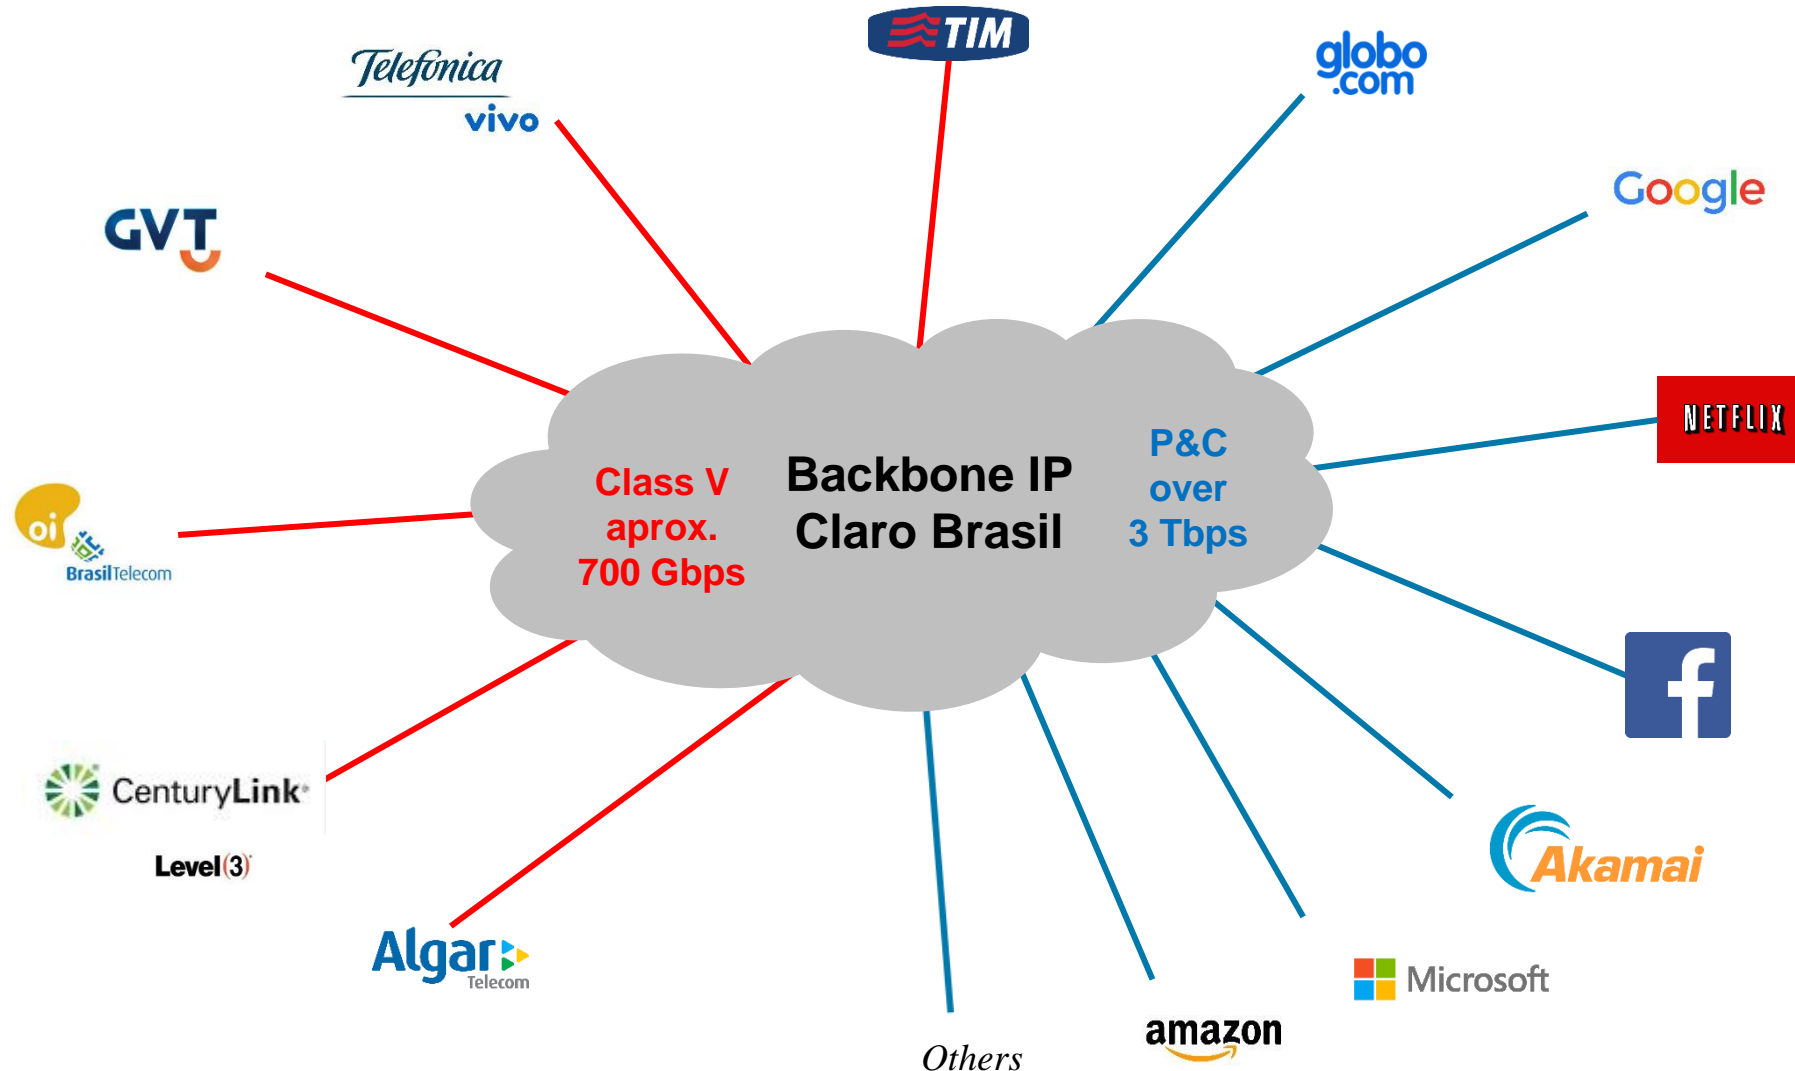 TIM
Telefónica
vivo
globo
.com
Google
GVT
NETFLIX
Class V
aprox.
700 Gbps
Backbone IP
Claro Brasil
P&C
over
3 Tbps
oi
BrasilTelecom
f
CenturyLink
Level(3)
Akamai
Algar
Telecom
Microsoft
amazon
Others